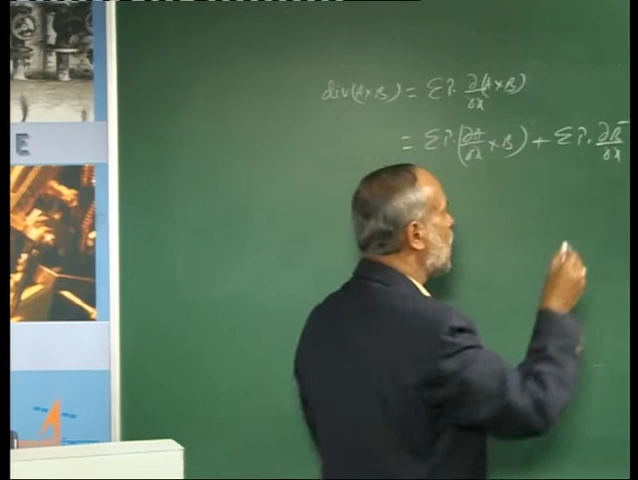 E
div(A×B) = Σ î · ∂(A×B)/∂x
= Σ î · (∂A/∂x × B) + Σ î · ∂B̄/∂x